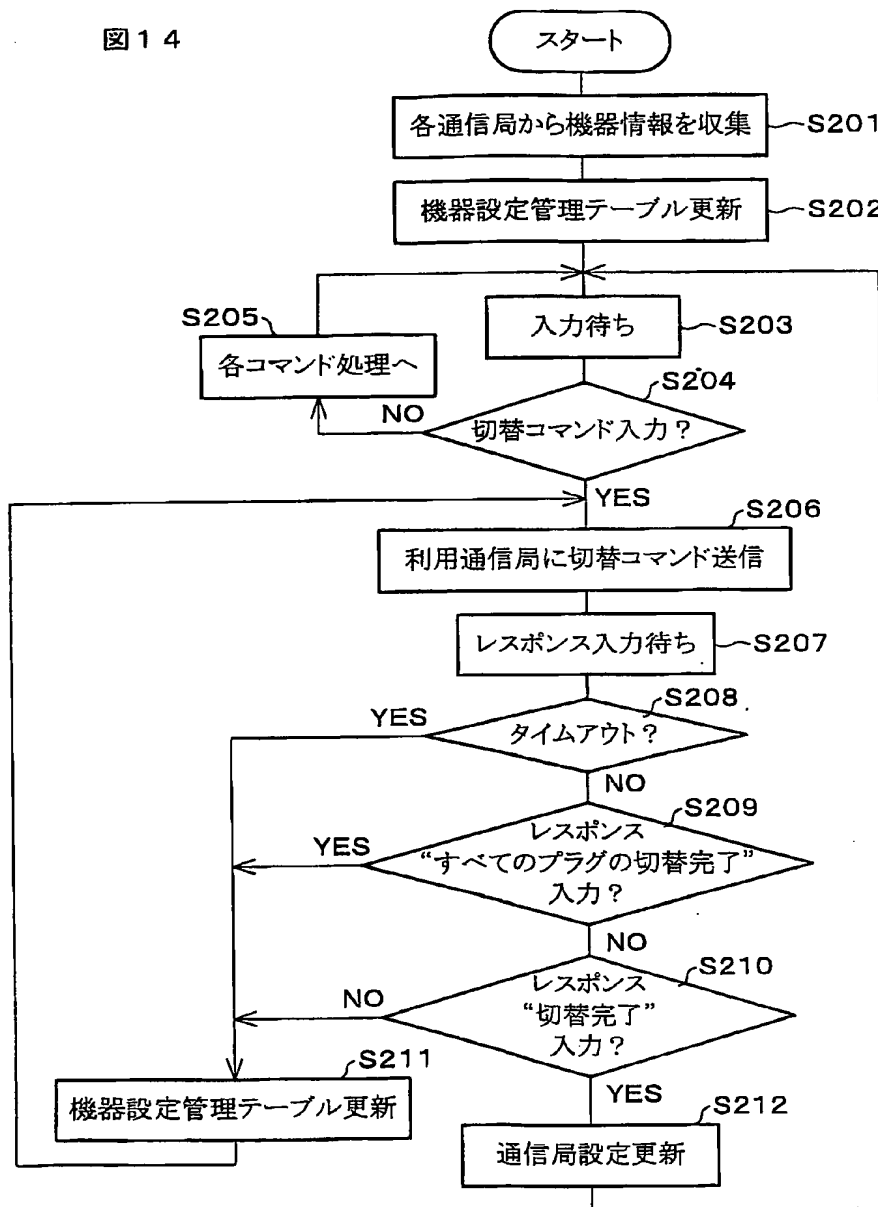 図14
スタート
各通信局から機器情報を収集
S201
機器設定管理テーブル更新
S202
入力待ち
S203
S204
切替コマンド入力？
NO
S205
各コマンド処理へ
YES
S206
利用通信局に切替コマンド送信
レスポンス入力待ち
S207
S208
タイムアウト？
YES
NO
S209
レスポンス
“すべてのプラグの切替完了”
入力？
YES
NO
S210
レスポンス
“切替完了”
入力？
NO
YES
S211
機器設定管理テーブル更新
S212
通信局設定更新